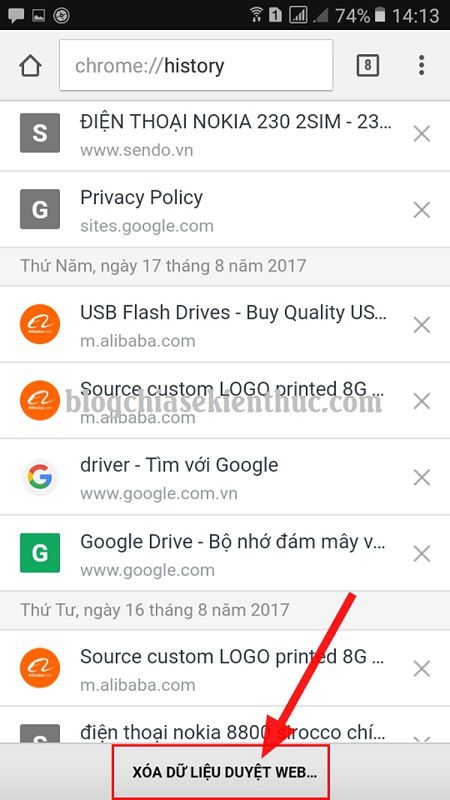 74% 14:13
chrome://history
8
S
ĐIỆN THOẠI NOKIA 230 2SIM - 23...
www.sendo.vn
G
Privacy Policy
sites.google.com
Thứ Năm, ngày 17 tháng 8 năm 2017
USB Flash Drives - Buy Quality US...
m.alibaba.com
Source custom LOGO printed 8G ...
blogchiasekienthuc.com
m.alibaba.com
driver - Tìm với Google
www.google.com.vn
G
Google Drive - Bộ nhớ đám mây v...
www.google.com
Thứ Tư, ngày 16 tháng 8 năm 2017
Source custom LOGO printed 8G ...
m.alibaba.com
S
điện thoại nokia 8800 sirocco chí...
XÓA DỮ LIỆU DUYỆT WEB...